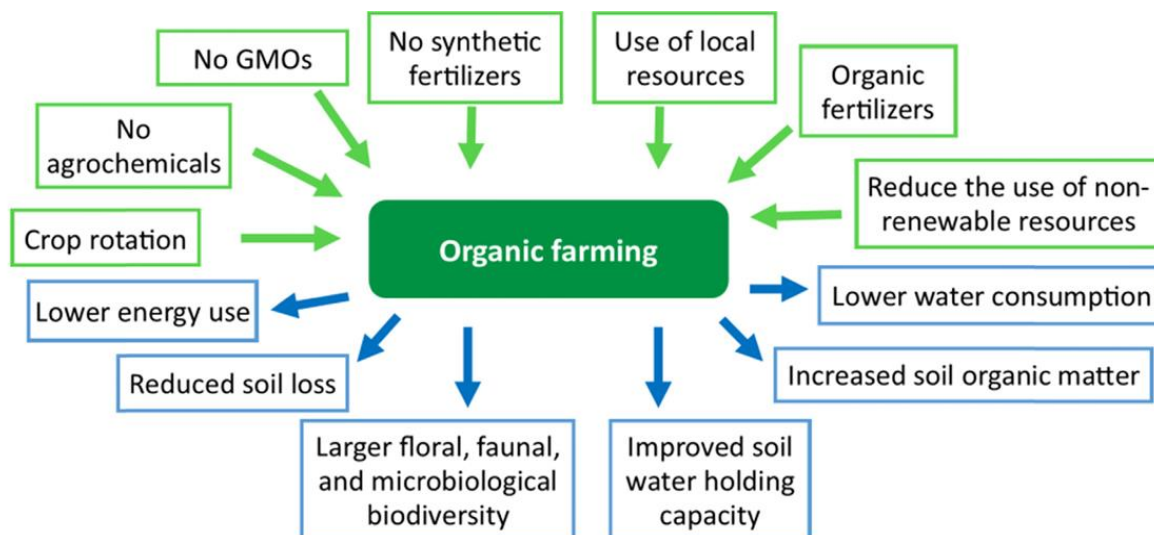 No GMOs
No synthetic
fertilizers
Use of local
resources
Organic
fertilizers
No
agrochemicals
Reduce the use of non-
renewable resources
Crop rotation
Organic farming
Lower energy use
Lower water consumption
Reduced soil loss
Increased soil organic matter
Larger floral, faunal,
and microbiological
biodiversity
Improved soil
water holding
capacity